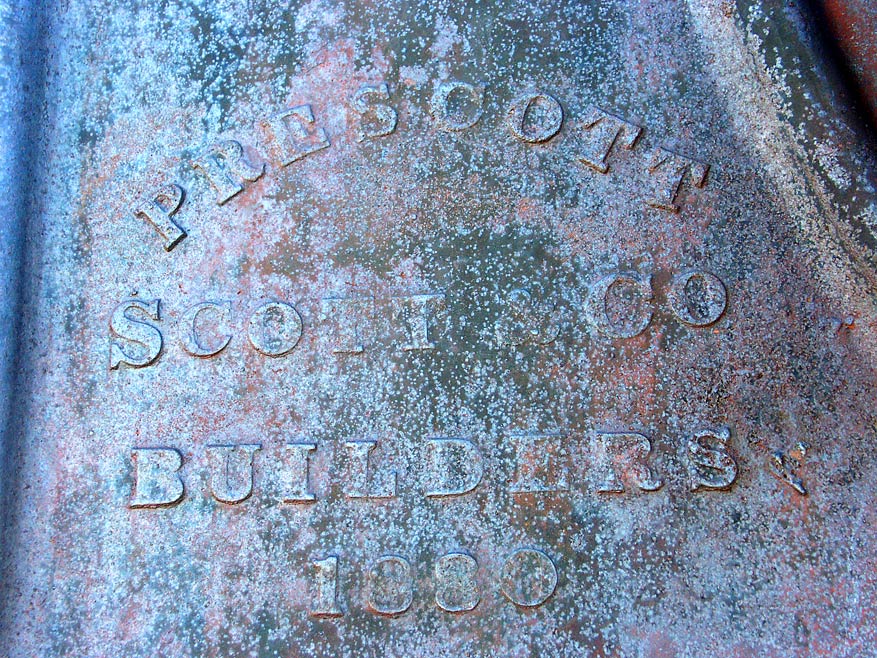 PRESCOTT
SCOTT & CO
BUILDERS
1880